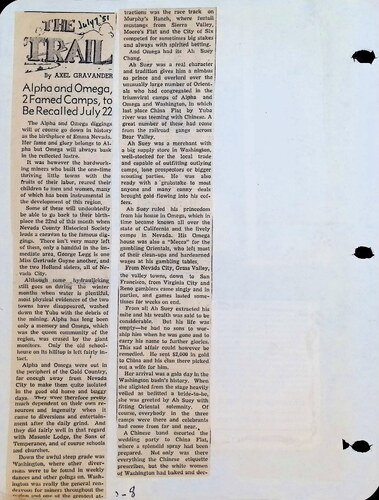 July 7, '51
THE
TRAIL
By AXEL GRAVANDER
Alpha and Omega,
2 Famed Camps, to
Be Recalled July 22
The Alpha and Omega diggings
will of course go down in history
as the birthplace of Emma Nevada.
Her fame and glory belongs to Al-
pha but Omega will always bask
in the reflected lustre.
It was however the hardwork-
ing miners who built the one-time
thriving little towns with the
fruits of their labor, reared their
children to men and women, many
of which has been instrumental in
the development of this region.
Some of these will undoubtedly
be able to go back to their birth-
place the 22nd of this month when
Nevada County Historical Society
leads a caravan to the famous dig-
gings. There isn't very many left
of them, only a handful in the im-
mediate area, George Legg is one
Miss Gertrude Goyne another, and
the two Holland sisters, all of Ne-
vada City.
Although some hydraulicking
still goes on during the winter
months when water is plentiful,
most physical evidence of the two
towns have disappeared, washed
down the Yuba with the debris of
the mining. Alpha has long been
only a memory and Omega, which
was the queen community of the
region, was erased by the giant
monitors. Only the old school-
house on its hilltop is left fairly in-
tact.
Alpha and Omega were out in
the periphery of the Gold Country,
far enough away from Nevada
City to make them quite isolated
in the good old horse and buggy
days. They were therefore pretty
much dependent on their own re-
sources and ingenuity when it
came to diversions and entertain-
ment after the daily grind. And
they did fairly well in that regard
with Masonic Lodge, the Sons of
Temperance, and of course schools
and churches.
Down the awful steep grade was
Washington, where other diver-
sions were to be found in weekly
dances and other goings on. Wash-
ington was really the general ren-
dezvous for miners throughout the
and one of the greatest at-
tractions was the race track on
Murphy's Ranch, where fastail
mustangs from Sierra Valley,
Moore's Flat and the City of Six
competed for sometimes big stakes
and always with spirited betting.
And Omega had its Ah Suey
Chang.
Ah Suey was a real character
and tradition gives him a nimbus
as prince and overlord over the
unusually large number of Orient-
als who had congregated in the
triumviral camps of Alpha and
Omega and Washington, in which
last place China Flat by Yuba
river was teeming with Chinese. A
great number of these had come
from the railroad gangs across
Bear Valley.
Ah Suey was a merchant with
a big supply store in Washington,
well-stocked for the local trade
and capable of outfitting outlying
camps, lone prospectors or bigger
scouting parties. He was also
ready with a grubstake to most
anyone and many canny deals
brought gold flowing into his cof-
fers.
Ah Suey ruled his princedom
from his house in Omega, which in
time became known all over the
state of California and the lively
camps in Nevada. His Omega
house was also a "Mecca" for the
gambling Orientals, who left most
of their clean-ups and hardearned
wages at his gambling tables.
From Nevada City, Grass Valley,
the valley towns, down to San
Francisco, from Virginia City and
Reno gamblers came singly and in
parties, and games lasted some-
times for weeks on end.
From all Ah Suey extracted his
tolls and his wealth was said to be
considerable. But his life was
empty—he had no sons to wor-
ship him when he was gone and to
carry his name to further glories.
This sad affair could however be
remedied. He sent $2,000 in gold
to China and his clan there picked
out a wife for him.
Her arrival was a gala day in the
Washington basin's history. When
she alighted from the stage heavily
veiled as befitted a bride-to-be,
she was greeted by Ah Suey with
fitting Oriental solemnity. Of
course, everybody in the three
camps were there and celebrants
had come from far and near.
A Chinese band escorted the
wedding party to China Flat,
where a splendid spray had been
prepared. Not only was there
everything the Chinese etiquette
prescribes, but the white women
of Washington had baked and dec-
3-8